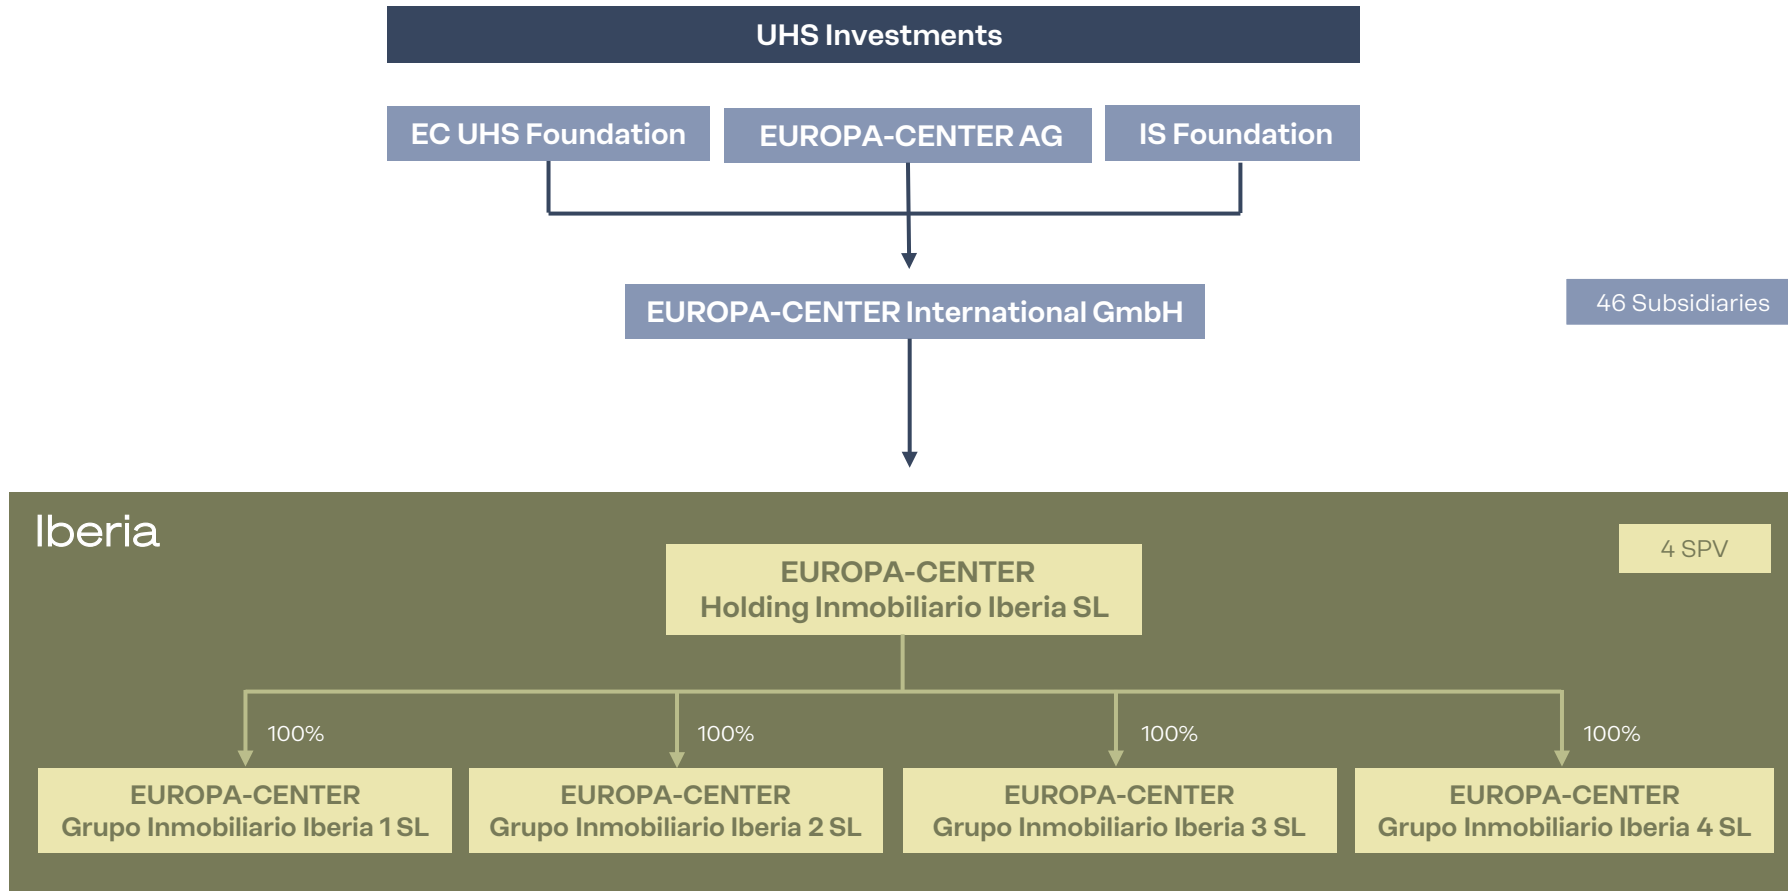 UHS Investments
EC UHS Foundation
EUROPA-CENTER AG
IS Foundation
EUROPA-CENTER International GmbH
46 Subsidiaries
Iberia
4 SPV
EUROPA-CENTER
Holding Inmobiliario Iberia SL
100%
100%
100%
100%
EUROPA-CENTER
Grupo Inmobiliario Iberia 1 SL
EUROPA-CENTER
Grupo Inmobiliario Iberia 2 SL
EUROPA-CENTER
Grupo Inmobiliario Iberia 3 SL
EUROPA-CENTER
Grupo Inmobiliario Iberia 4 SL